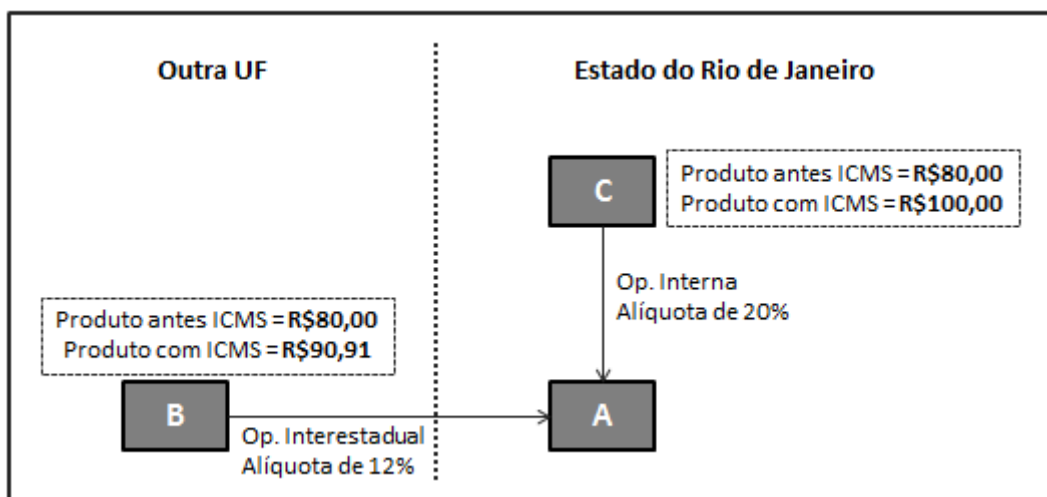 Outra UF
Estado do Rio de Janeiro
C
Produto antes ICMS = R$80,00
Produto com ICMS = R$100,00
Op. Interna
Alíquota de 20%
Produto antes ICMS = R$80,00
Produto com ICMS = R$90,91
B
Op. Interestadual
Alíquota de 12%
A